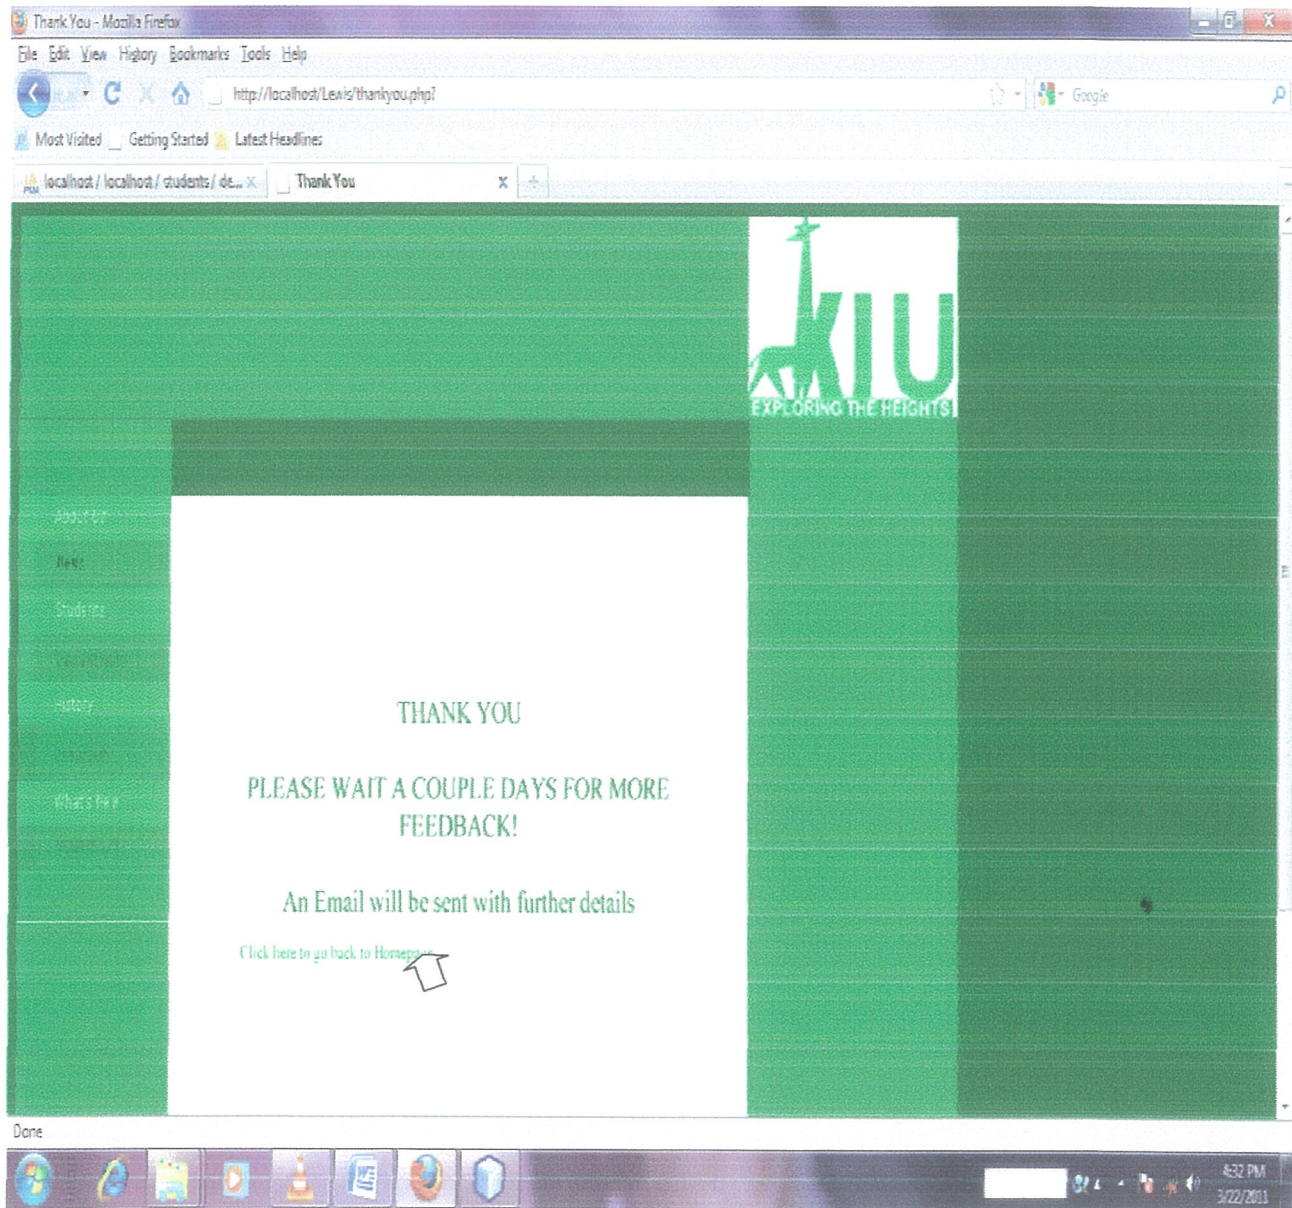 Thank You - Mozilla Firefox
File Edit View History Bookmarks Tools Help
http://localhost/Lewis/thankyou.php?
Google
Most Visited Getting Started Latest Headlines
localhost / localhost / students / de...
Thank You
KIU
EXPLORING THE HEIGHTS
About Us
News
Students
History
What's New
THANK YOU
PLEASE WAIT A COUPLE DAYS FOR MORE
FEEDBACK!
An Email will be sent with further details
Click here to go back to Homepage
Done
4:32 PM
3/22/2011